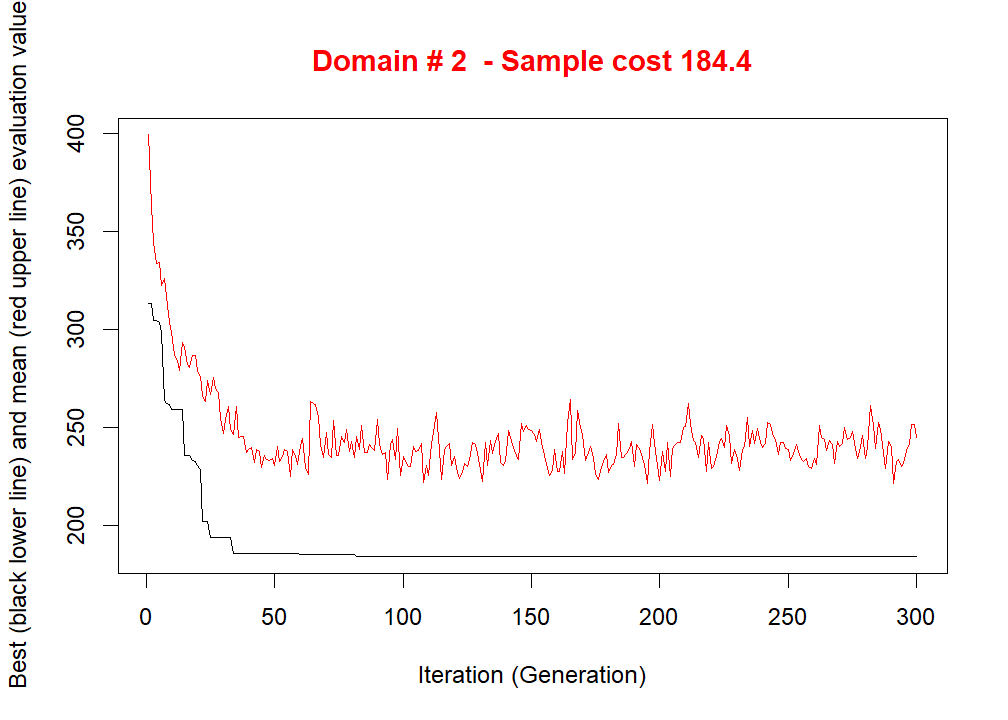 Domain # 2  - Sample cost 184.4
Best (black lower line) and mean (red upper line) evaluation value
400
350
300
250
200
0 50 100 150 200 250 300
Iteration (Generation)